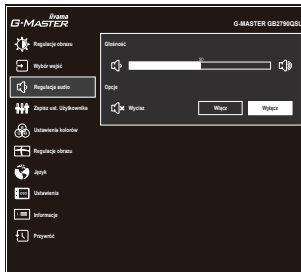 iiyama
G-MASTER
G-MASTER GB2790QSU
Regulacje obrazu
Wybór wejść
Regulacja audio
Zapisz ust. Użytkownika
Ustawienia kolorów
Regulacje obrazu
Język
Ustawienia
Informacje
Przywróć
Głośność
50
Opcje
Wycisz
Włącz
Wyłącz